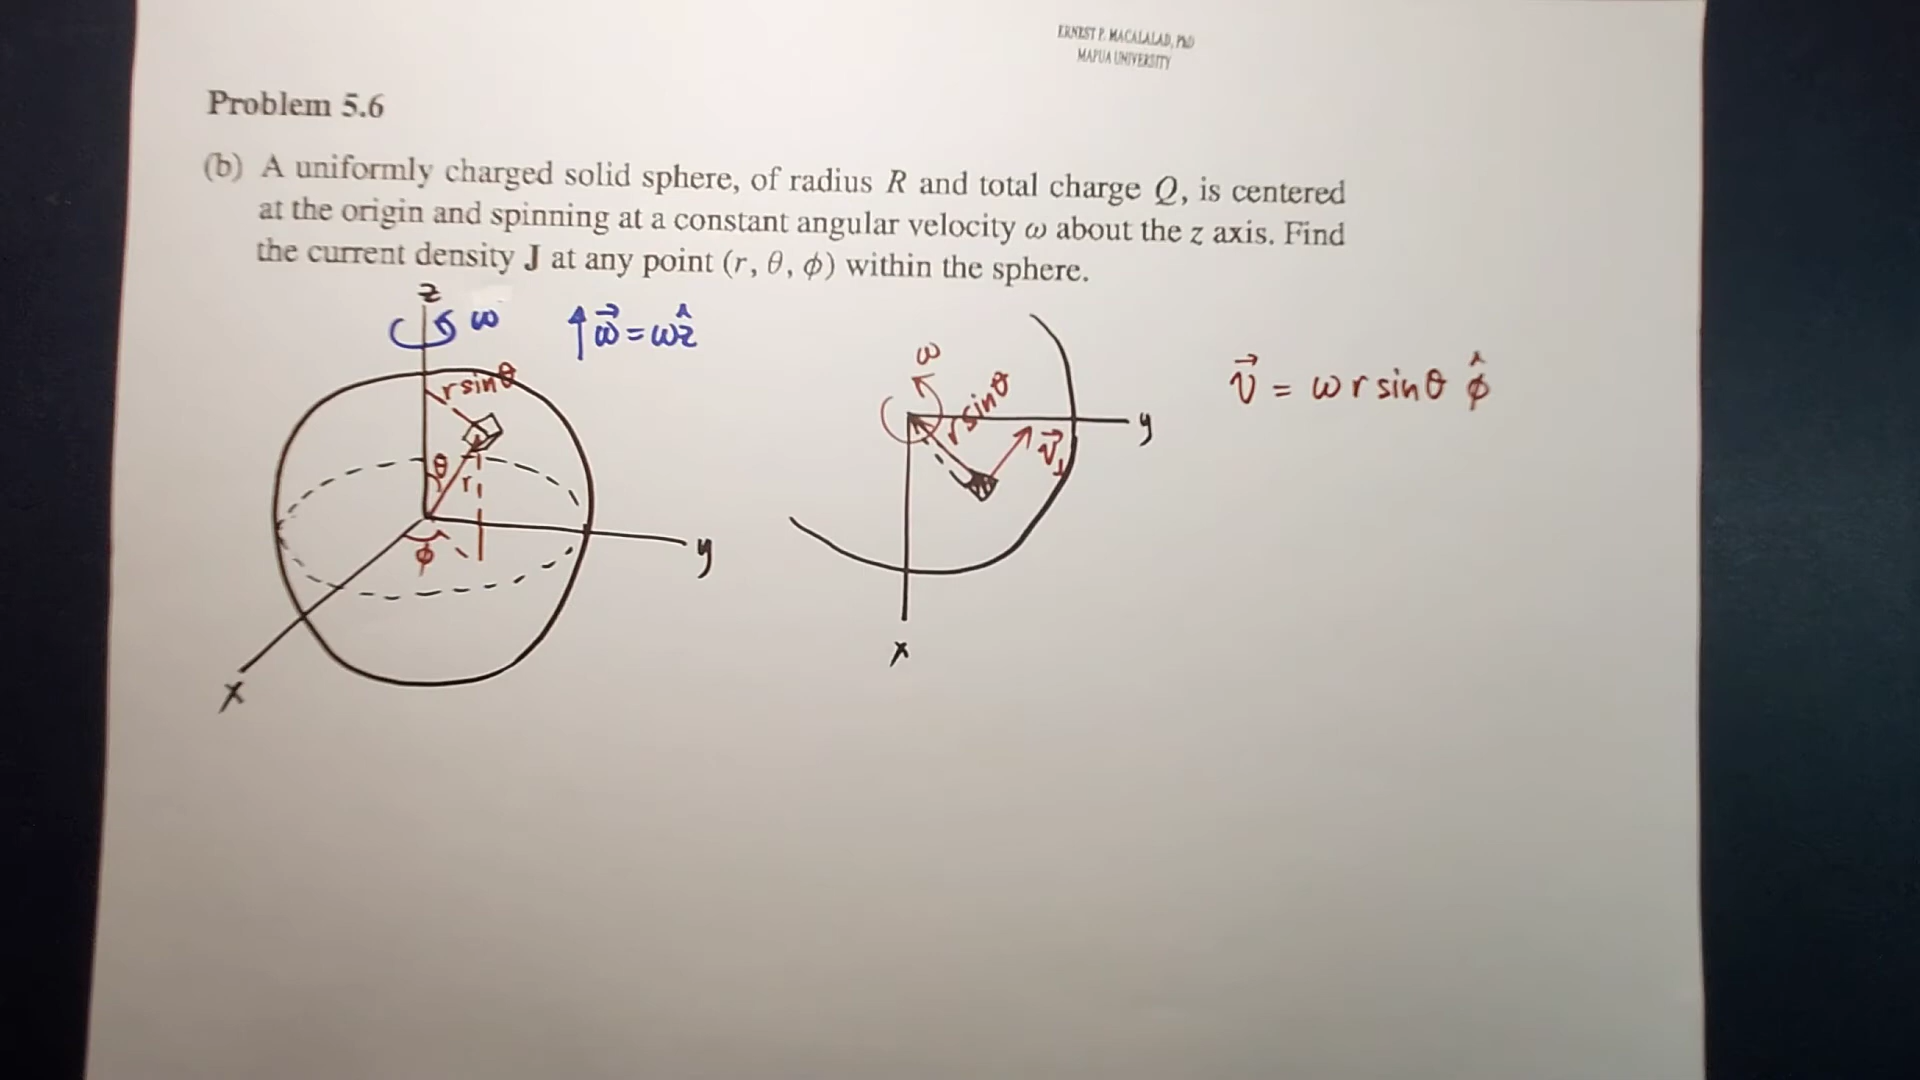 ERNEST P. MACALALAD, PhD
MAPUA UNIVERSITY
Problem 5.6
(b) A uniformly charged solid sphere, of radius R and total charge Q, is centered
at the origin and spinning at a constant angular velocity ω about the z axis. Find
the current density J at any point (r, θ, ϕ) within the sphere.
z
ω
ω⃗ = ωẑ
r sinθ
θ
r
ϕ
y
x
ω
r sinθ
v⃗
y
x
v⃗ = ω r sinθ ϕ̂